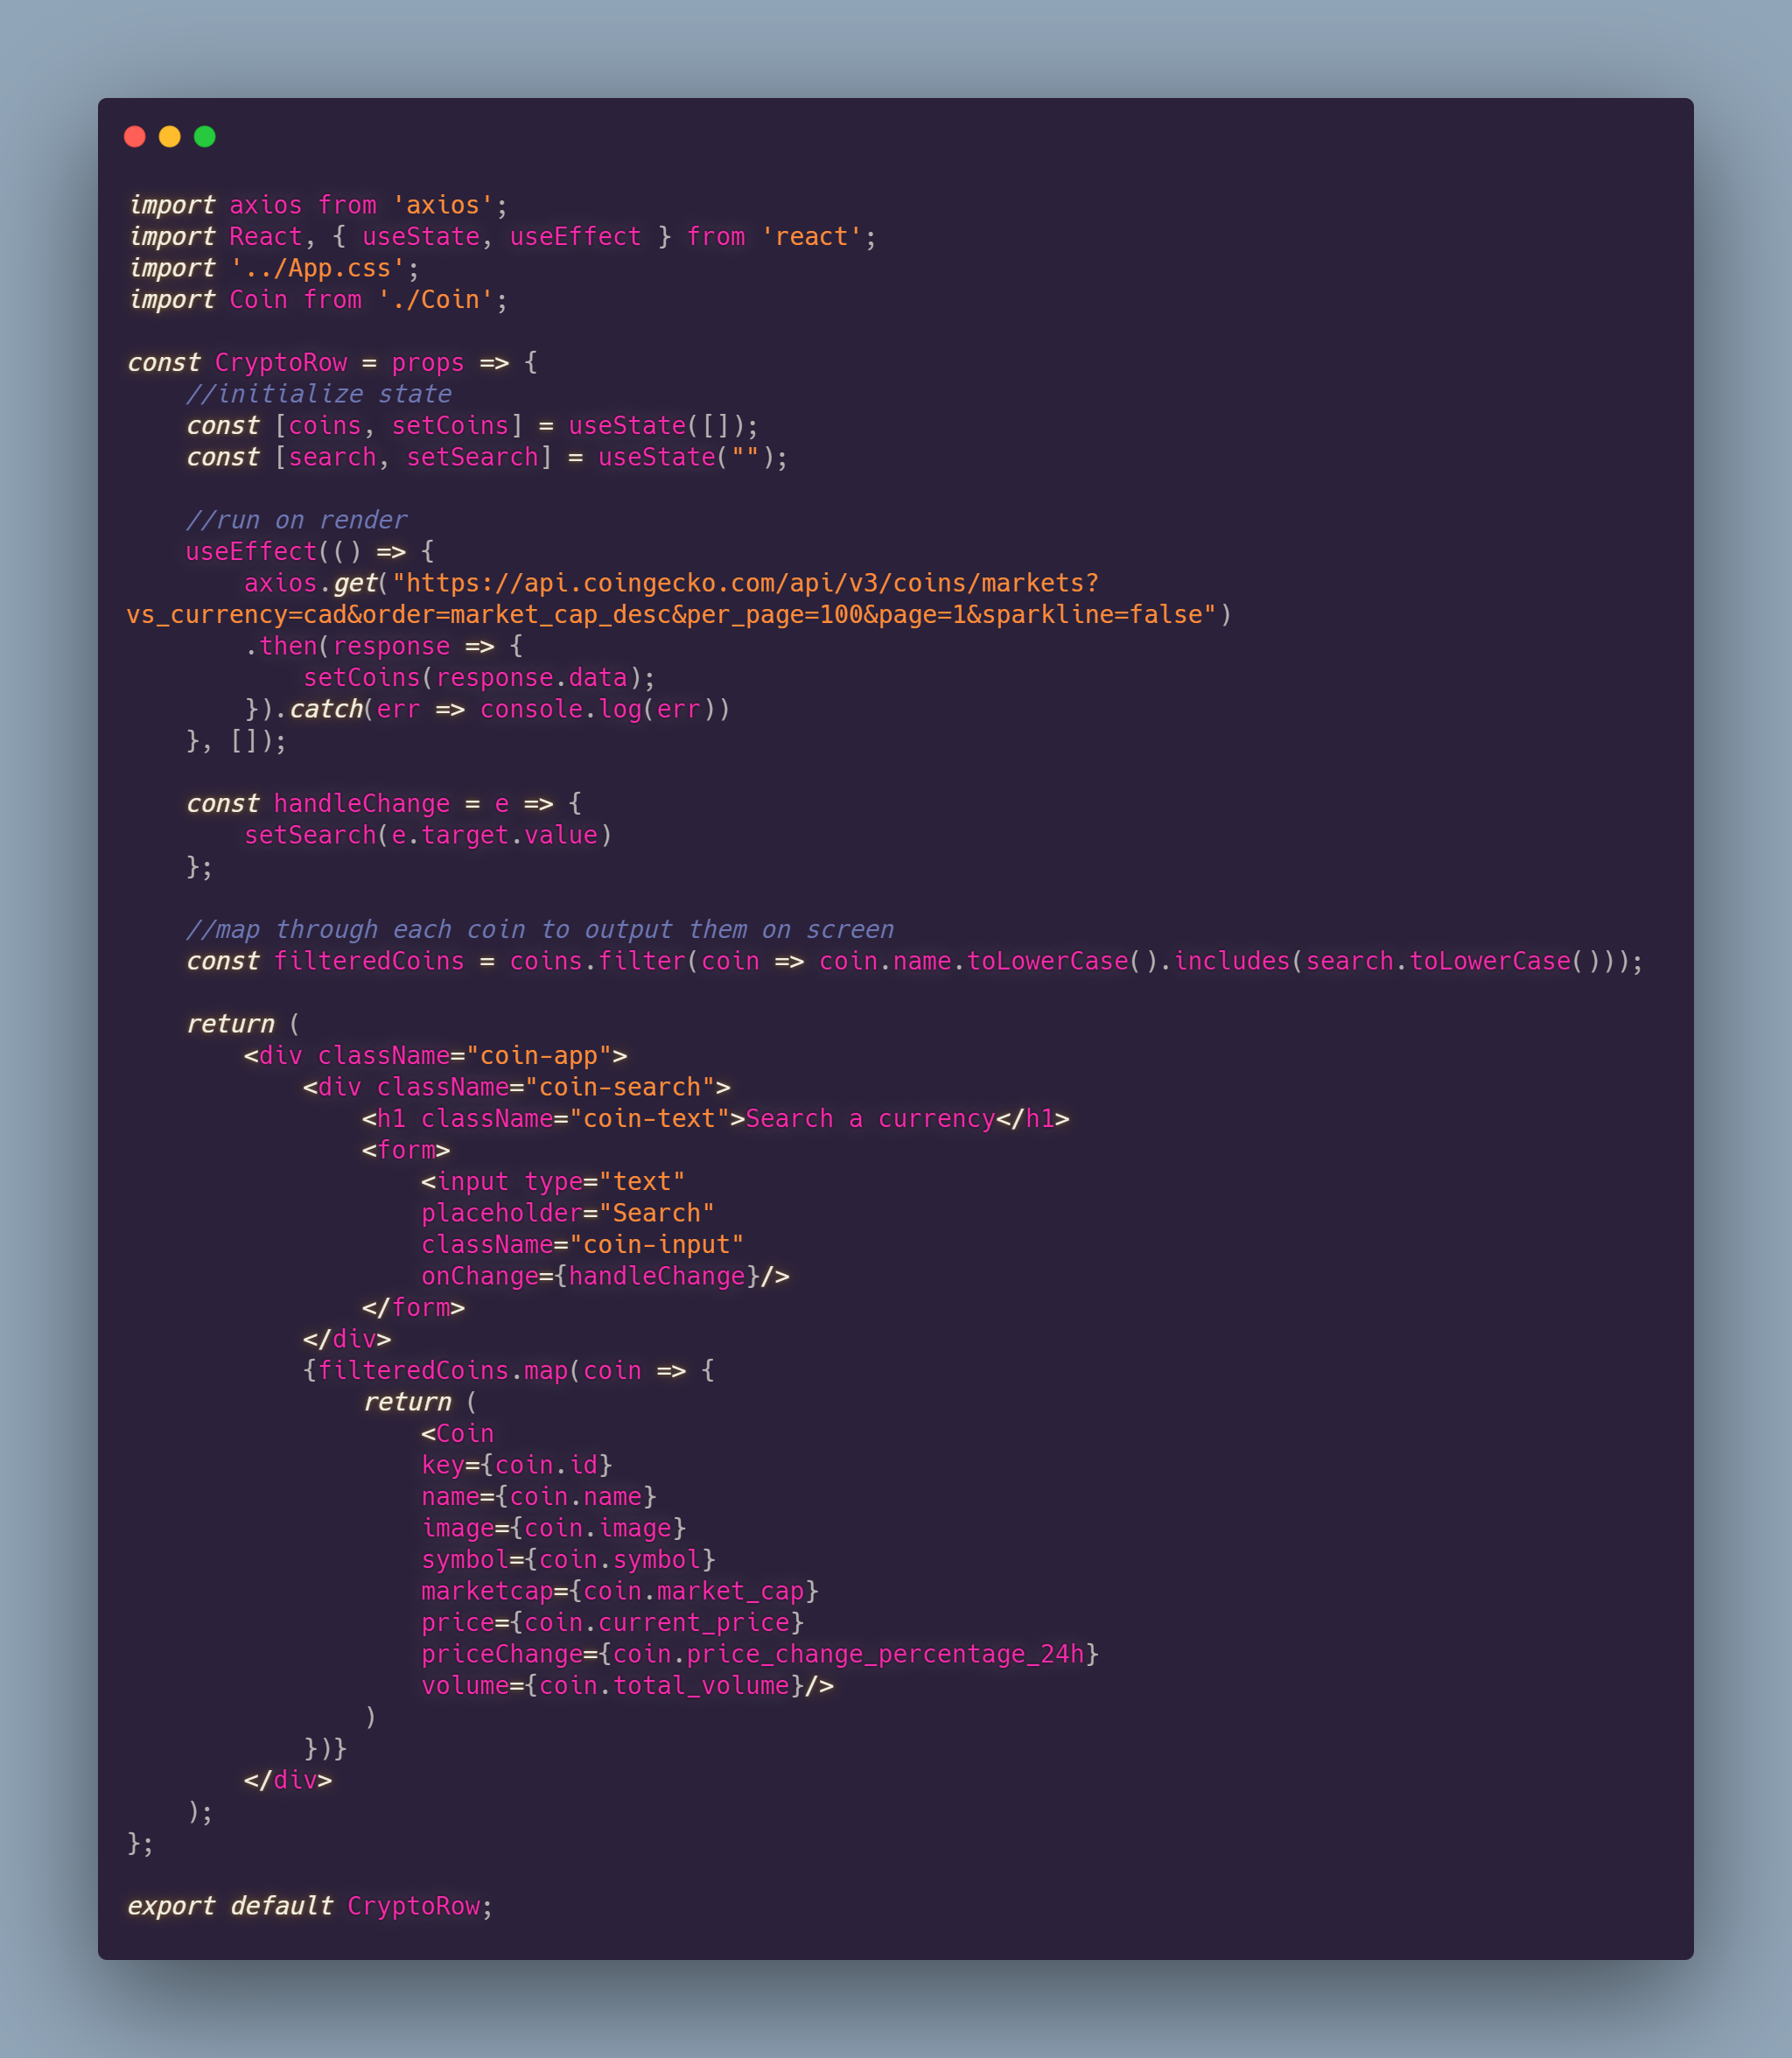 import axios from 'axios';
import React, { useState, useEffect } from 'react';
import '../App.css';
import Coin from './Coin';

const CryptoRow = props => {
    //initialize state
    const [coins, setCoins] = useState([]);
    const [search, setSearch] = useState("");

    //run on render
    useEffect(() => {
        axios.get("https://api.coingecko.com/api/v3/coins/markets?
vs_currency=cad&order=market_cap_desc&per_page=100&page=1&sparkline=false")
        .then(response => {
            setCoins(response.data);
        }).catch(err => console.log(err))
    }, []);

    const handleChange = e => {
        setSearch(e.target.value)
    };

    //map through each coin to output them on screen
    const filteredCoins = coins.filter(coin => coin.name.toLowerCase().includes(search.toLowerCase()));

    return (
        <div className="coin-app">
            <div className="coin-search">
                <h1 className="coin-text">Search a currency</h1>
                <form>
                    <input type="text"
                    placeholder="Search"
                    className="coin-input"
                    onChange={handleChange}/>
                </form>
            </div>
            {filteredCoins.map(coin => {
                return (
                    <Coin
                    key={coin.id}
                    name={coin.name}
                    image={coin.image}
                    symbol={coin.symbol}
                    marketcap={coin.market_cap}
                    price={coin.current_price}
                    priceChange={coin.price_change_percentage_24h}
                    volume={coin.total_volume}/>
                )
            })}
        </div>
    );
};

export default CryptoRow;